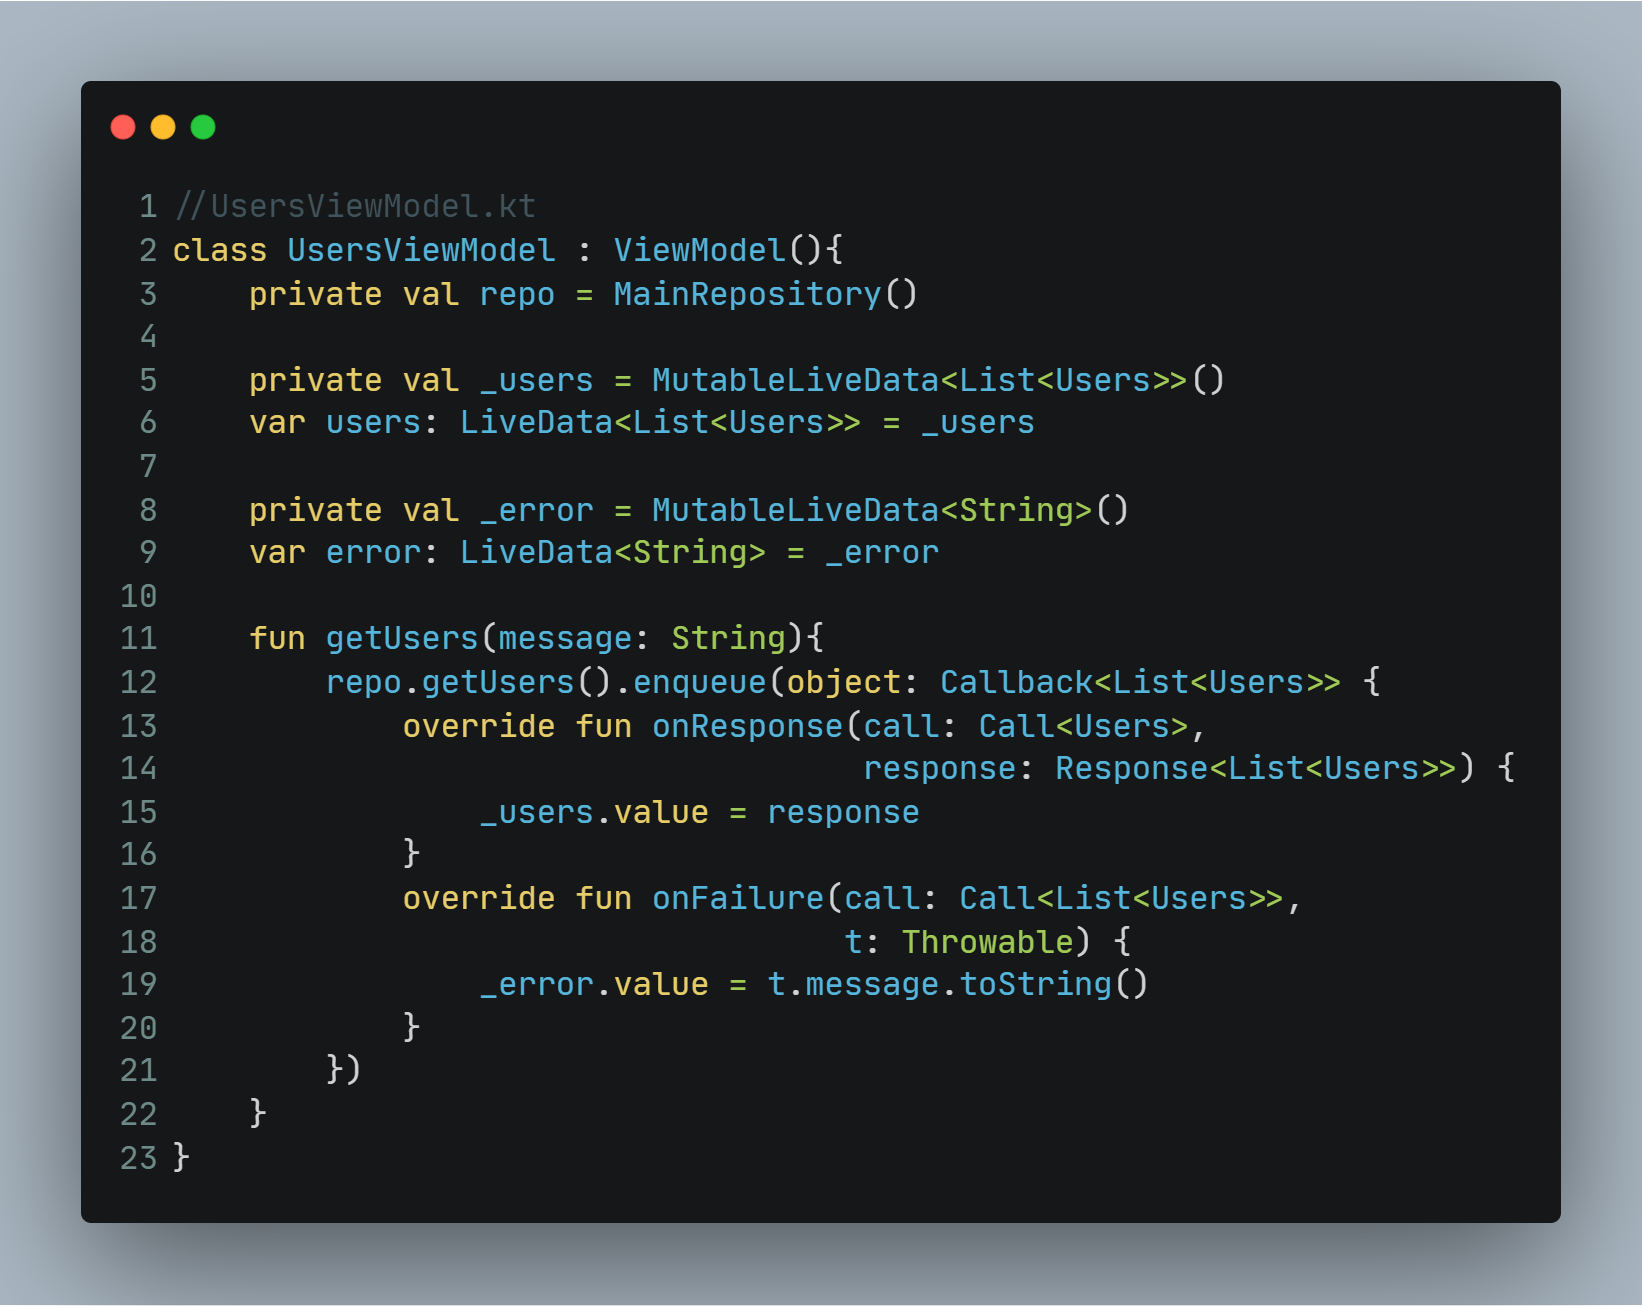 1 //UsersViewModel.kt
2 class UsersViewModel : ViewModel(){
3     private val repo = MainRepository()
4
5     private val _users = MutableLiveData<List<Users>>()
6     var users: LiveData<List<Users>> = _users
7
8     private val _error = MutableLiveData<String>()
9     var error: LiveData<String> = _error
10
11     fun getUsers(message: String){
12         repo.getUsers().enqueue(object: Callback<List<Users>> {
13             override fun onResponse(call: Call<Users>,
14                                     response: Response<List<Users>>) {
15                 _users.value = response
16             }
17             override fun onFailure(call: Call<List<Users>>,
18                                    t: Throwable) {
19                 _error.value = t.message.toString()
20             }
21         })
22     }
23 }